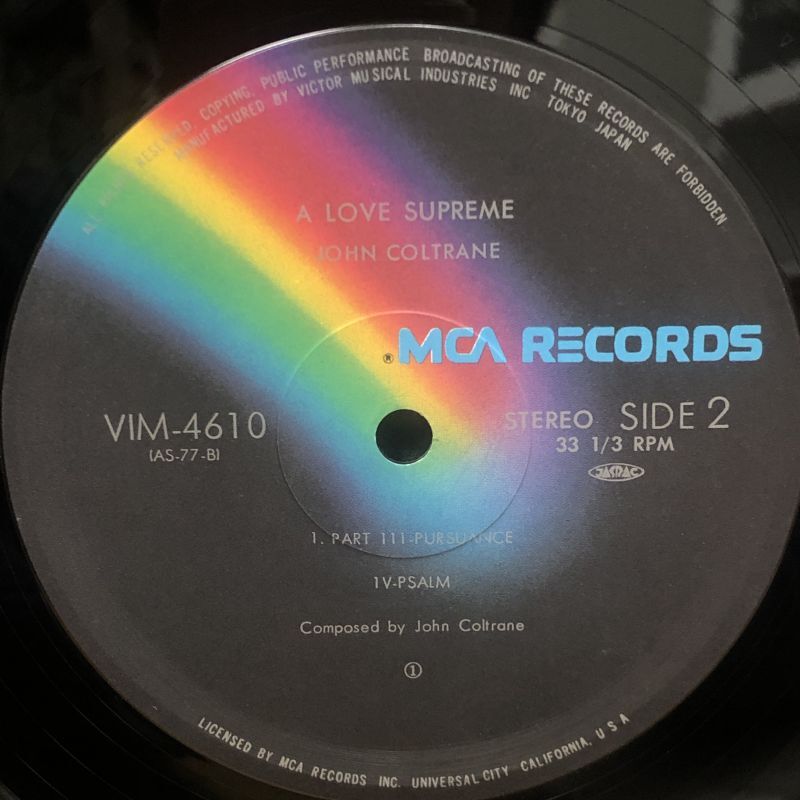 ALL RIGHTS RESERVED. COPYING, PUBLIC PERFORMANCE BROADCASTING OF THESE RECORDS ARE FORBIDDEN
MANUFACTURED BY VICTOR MUSICAL INDUSTRIES INC TOKYO JAPAN
A LOVE SUPREME
JOHN COLTRANE
® MCA RECORDS
VIM-4610
(AS-77-B)
STEREO SIDE 2
33 1/3 RPM
JASRAC
1. PART 111-PURSUANCE
1V-PSALM
Composed by John Coltrane
①
LICENSED BY MCA RECORDS INC. UNIVERSAL CITY CALIFORNIA, U S A